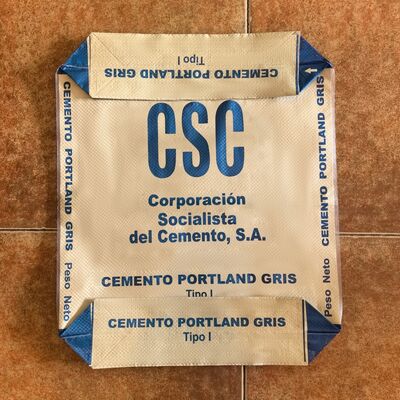 CEMENTO PORTLAND GRIS
Tipo I
CSC
Corporación
Socialista
del Cemento, S.A.
CEMENTO PORTLAND GRIS
Tipo I
CEMENTO PORTLAND GRIS
Tipo I
CEMENTO PORTLAND GRIS Peso Neto
Peso Neto CEMENTO PORTLAND GRIS